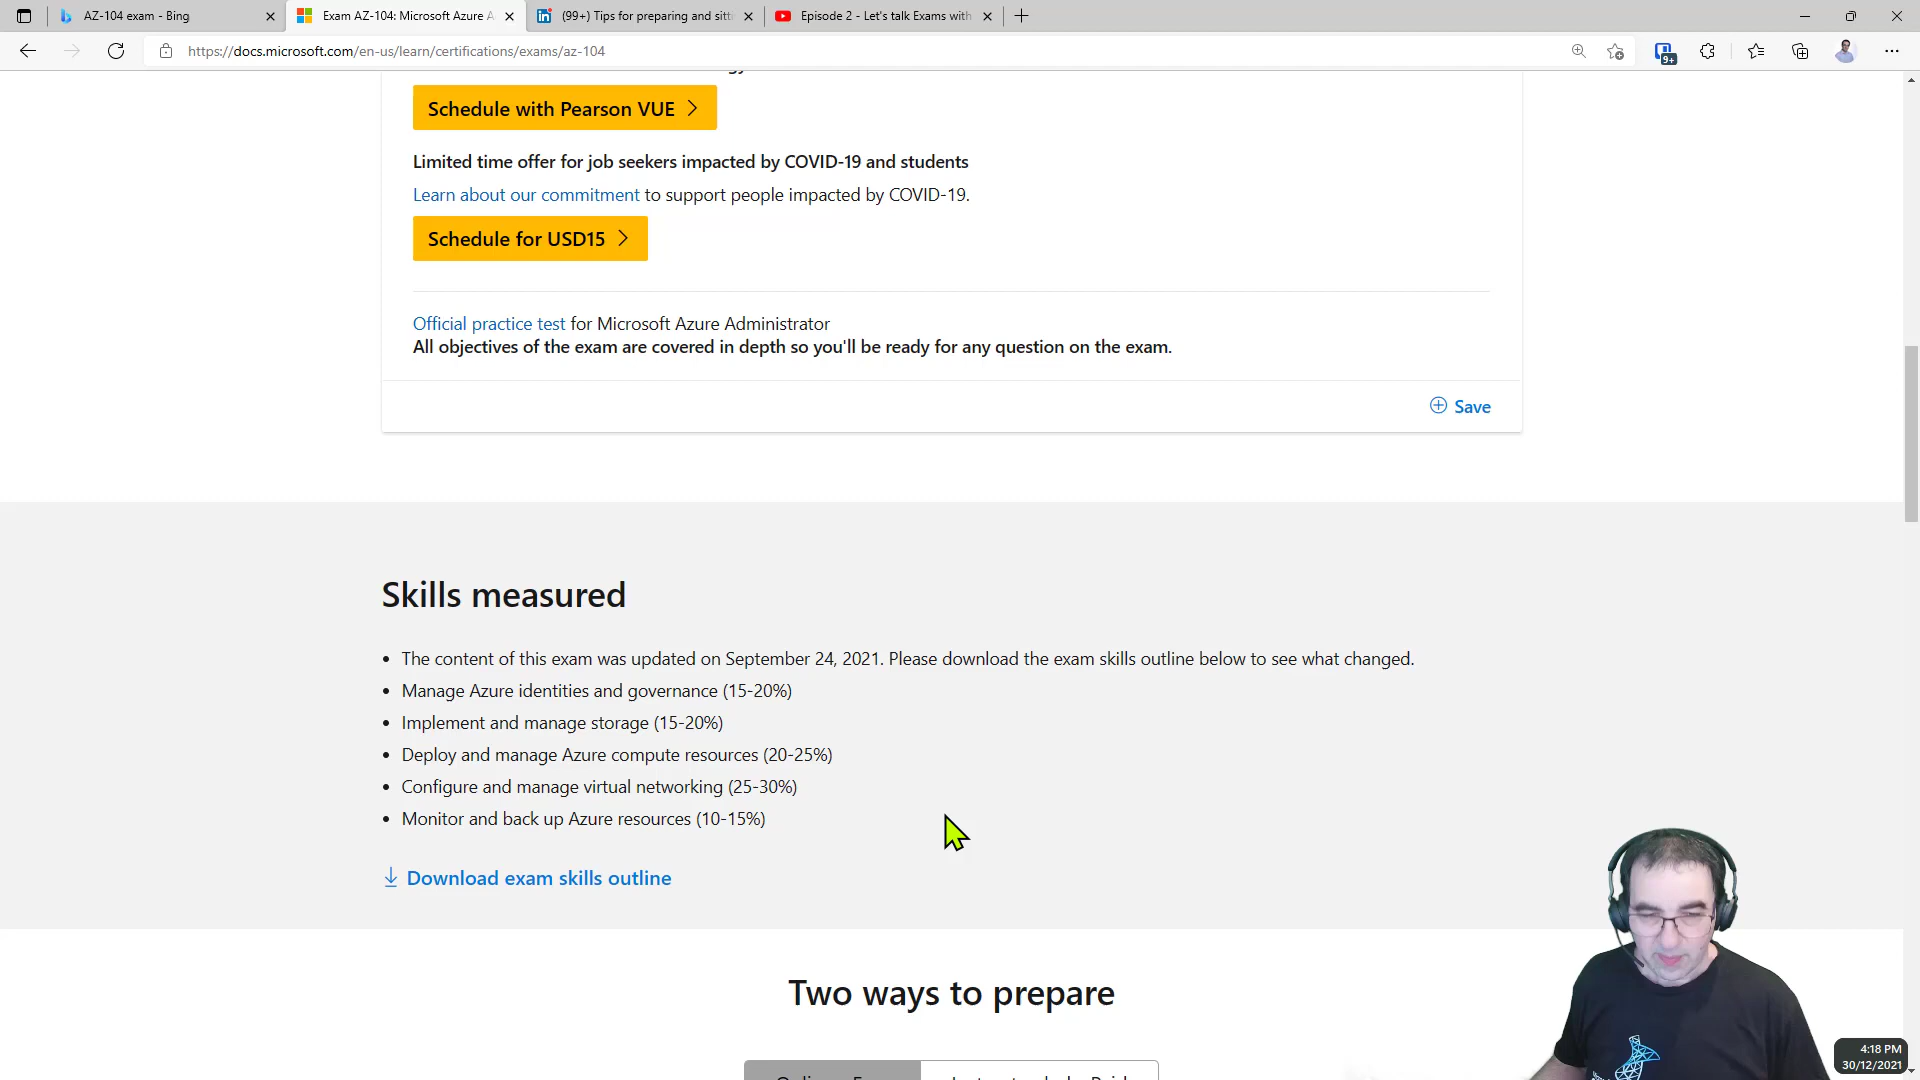 AZ-104 exam - Bing
Exam AZ-104: Microsoft Azure A
(99+) Tips for preparing and sitti
Episode 2 - Let's talk Exams with
https://docs.microsoft.com/en-us/learn/certifications/exams/az-104
9+
Schedule with Pearson VUE
Limited time offer for job seekers impacted by COVID-19 and students
Learn about our commitment to support people impacted by COVID-19.
Schedule for USD15
Official practice test for Microsoft Azure Administrator
All objectives of the exam are covered in depth so you'll be ready for any question on the exam.
Save
Skills measured
• The content of this exam was updated on September 24, 2021. Please download the exam skills outline below to see what changed.
• Manage Azure identities and governance (15-20%)
• Implement and manage storage (15-20%)
• Deploy and manage Azure compute resources (20-25%)
• Configure and manage virtual networking (25-30%)
• Monitor and back up Azure resources (10-15%)
Download exam skills outline
Two ways to prepare
4:18 PM
30/12/2021